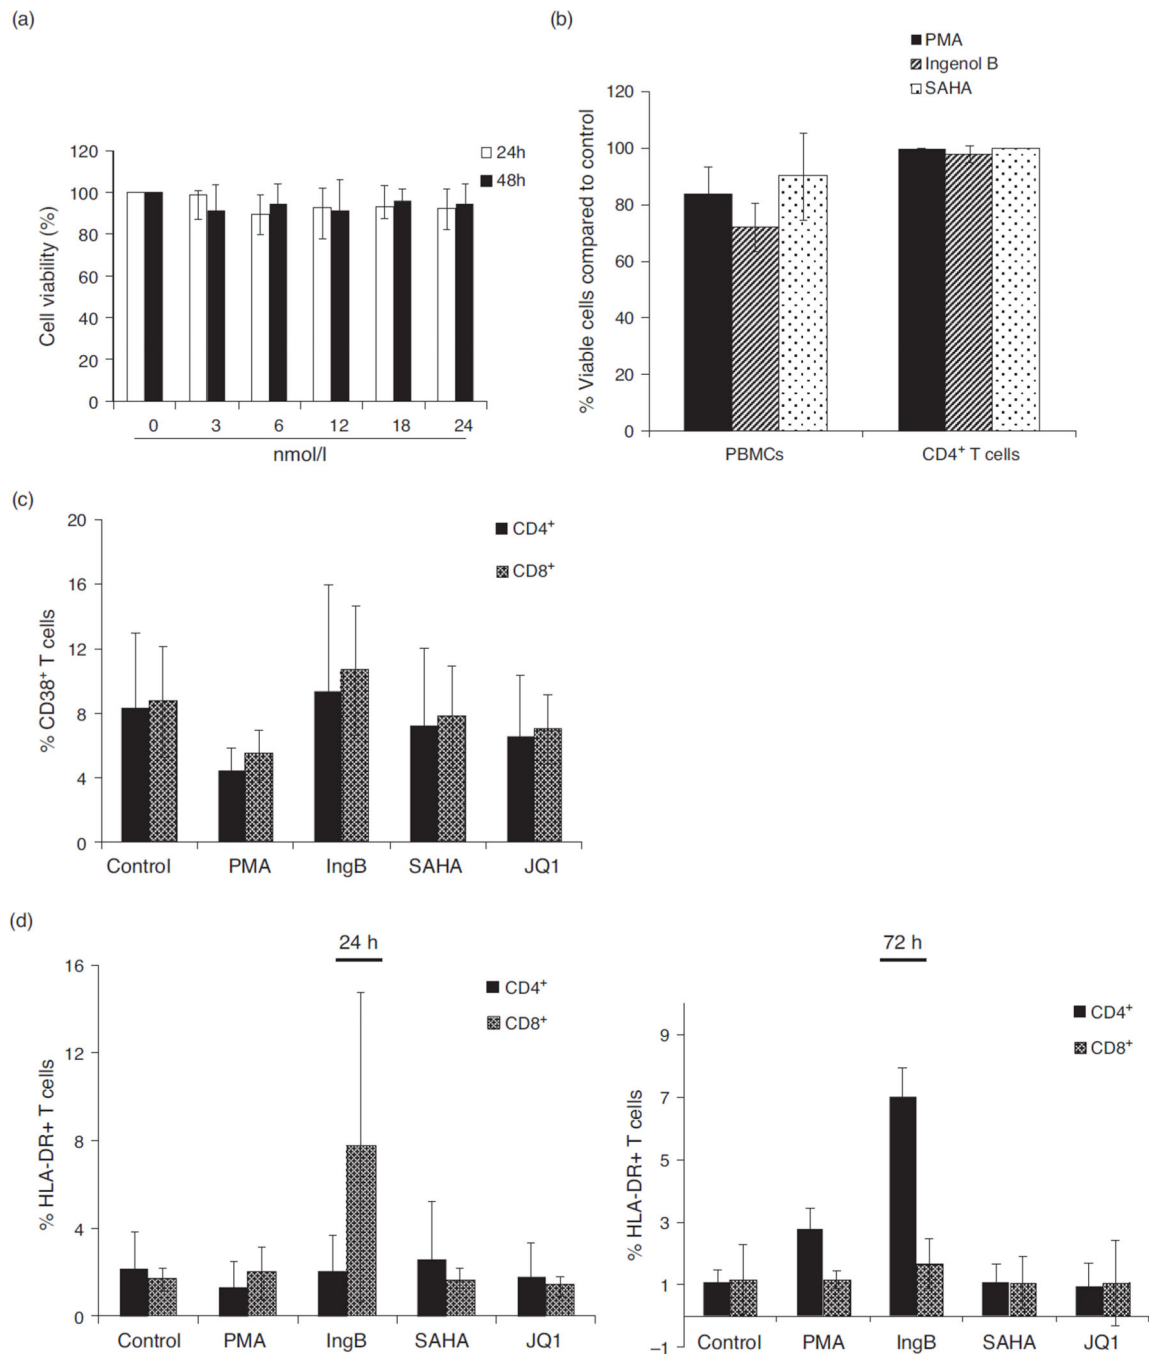 (a)
Cell viability (%)
120
100
80
60
40
20
0
24h
48h
0 3 6 12 18 24
nmol/l
(b)
PMA
Ingenol B
SAHA
% Viable cells compared to control
120
100
80
60
40
20
0
PBMCs CD4⁺ T cells
(c)
% CD38⁺ T cells
20
16
12
8
4
0
CD4⁺
CD8⁺
Control PMA IngB SAHA JQ1
(d)
24 h
% HLA-DR+ T cells
16
12
8
4
0
CD4⁺
CD8⁺
Control PMA IngB SAHA JQ1
72 h
% HLA-DR+ T cells
9
7
5
3
1
–1
CD4⁺
CD8⁺
Control PMA IngB SAHA JQ1